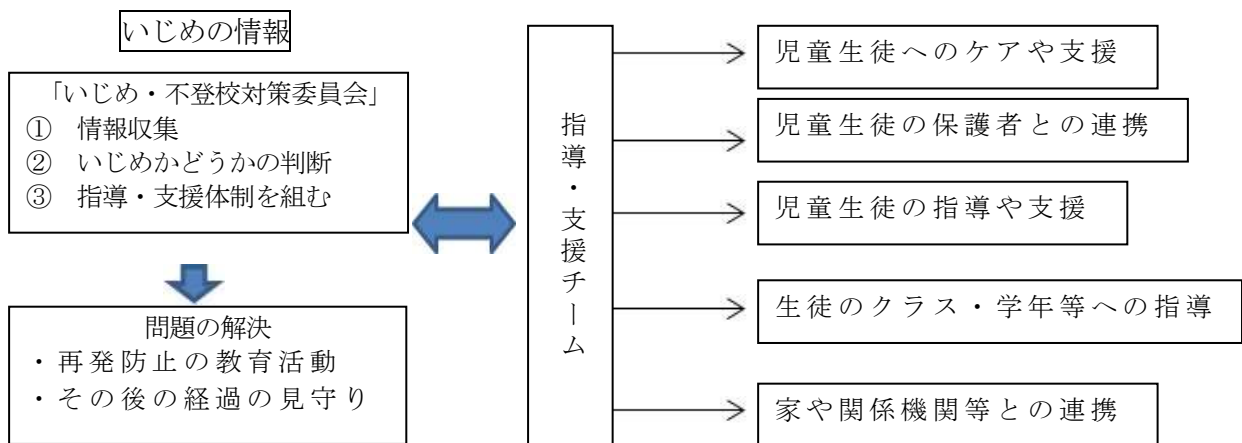 いじめの情報
「いじめ・不登校対策委員会」
① 情報収集
② いじめかどうかの判断
③ 指導・支援体制を組む
問題の解決
・再発防止の教育活動
・その後の経過の見守り
指導・支援チーム
児童生徒へのケアや支援
児童生徒の保護者との連携
児童生徒の指導や支援
生徒のクラス・学年等への指導
家や関係機関等との連携